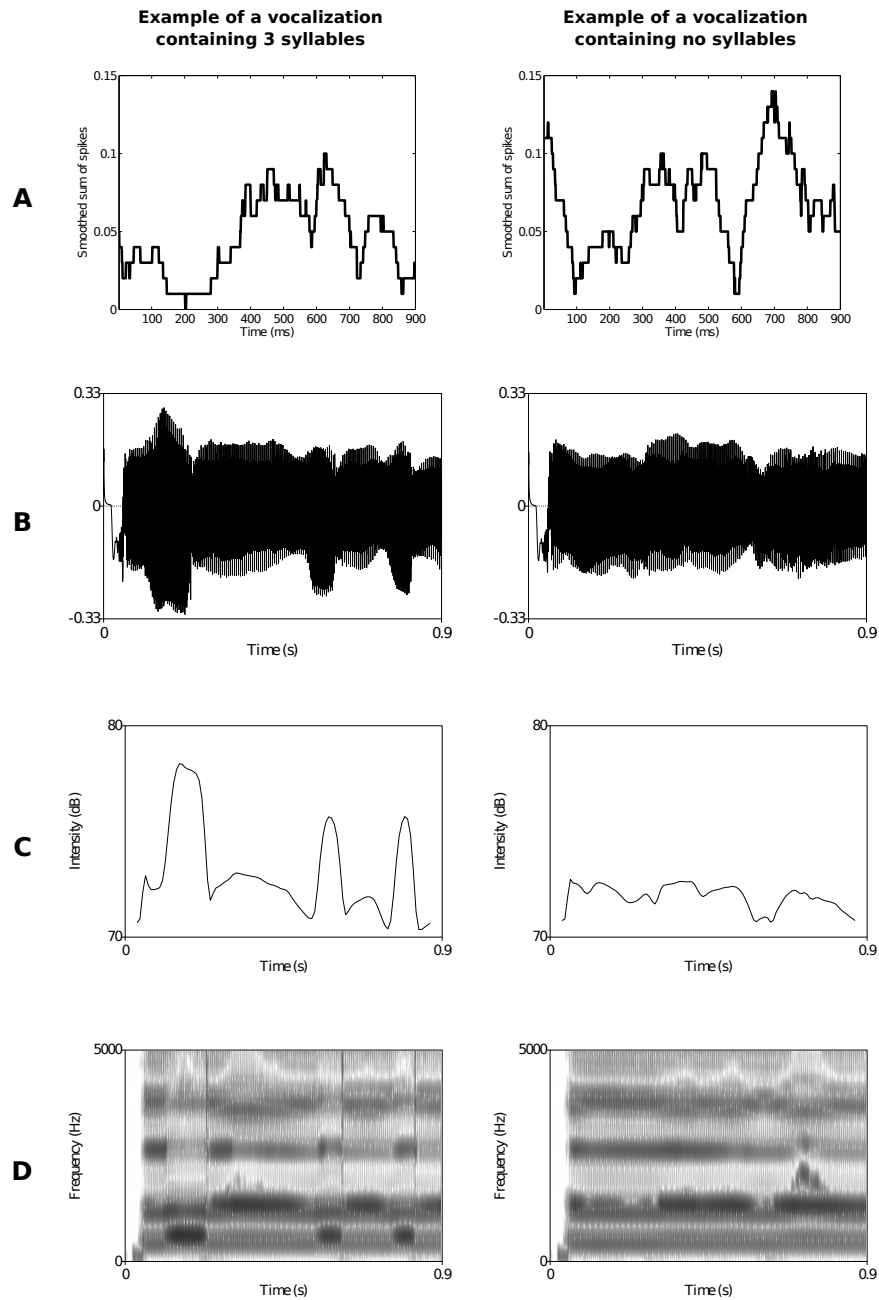 Example of a vocalization
containing 3 syllables
Example of a vocalization
containing no syllables
A
0.15
0.1
0.05
0
Smoothed sum of spikes
100 200 300 400 500 600 700 800 900
Time (ms)
0.15
0.1
0.05
0
Smoothed sum of spikes
100 200 300 400 500 600 700 800 900
Time (ms)
B
0.33
0
-0.33
0 0.9
Time (s)
0.33
0
-0.33
0 0.9
Time (s)
C
80
70
Intensity (dB)
0 0.9
Time (s)
80
70
Intensity (dB)
0 0.9
Time (s)
D
5000
0
Frequency (Hz)
0 0.9
Time (s)
5000
0
Frequency (Hz)
0 0.9
Time (s)